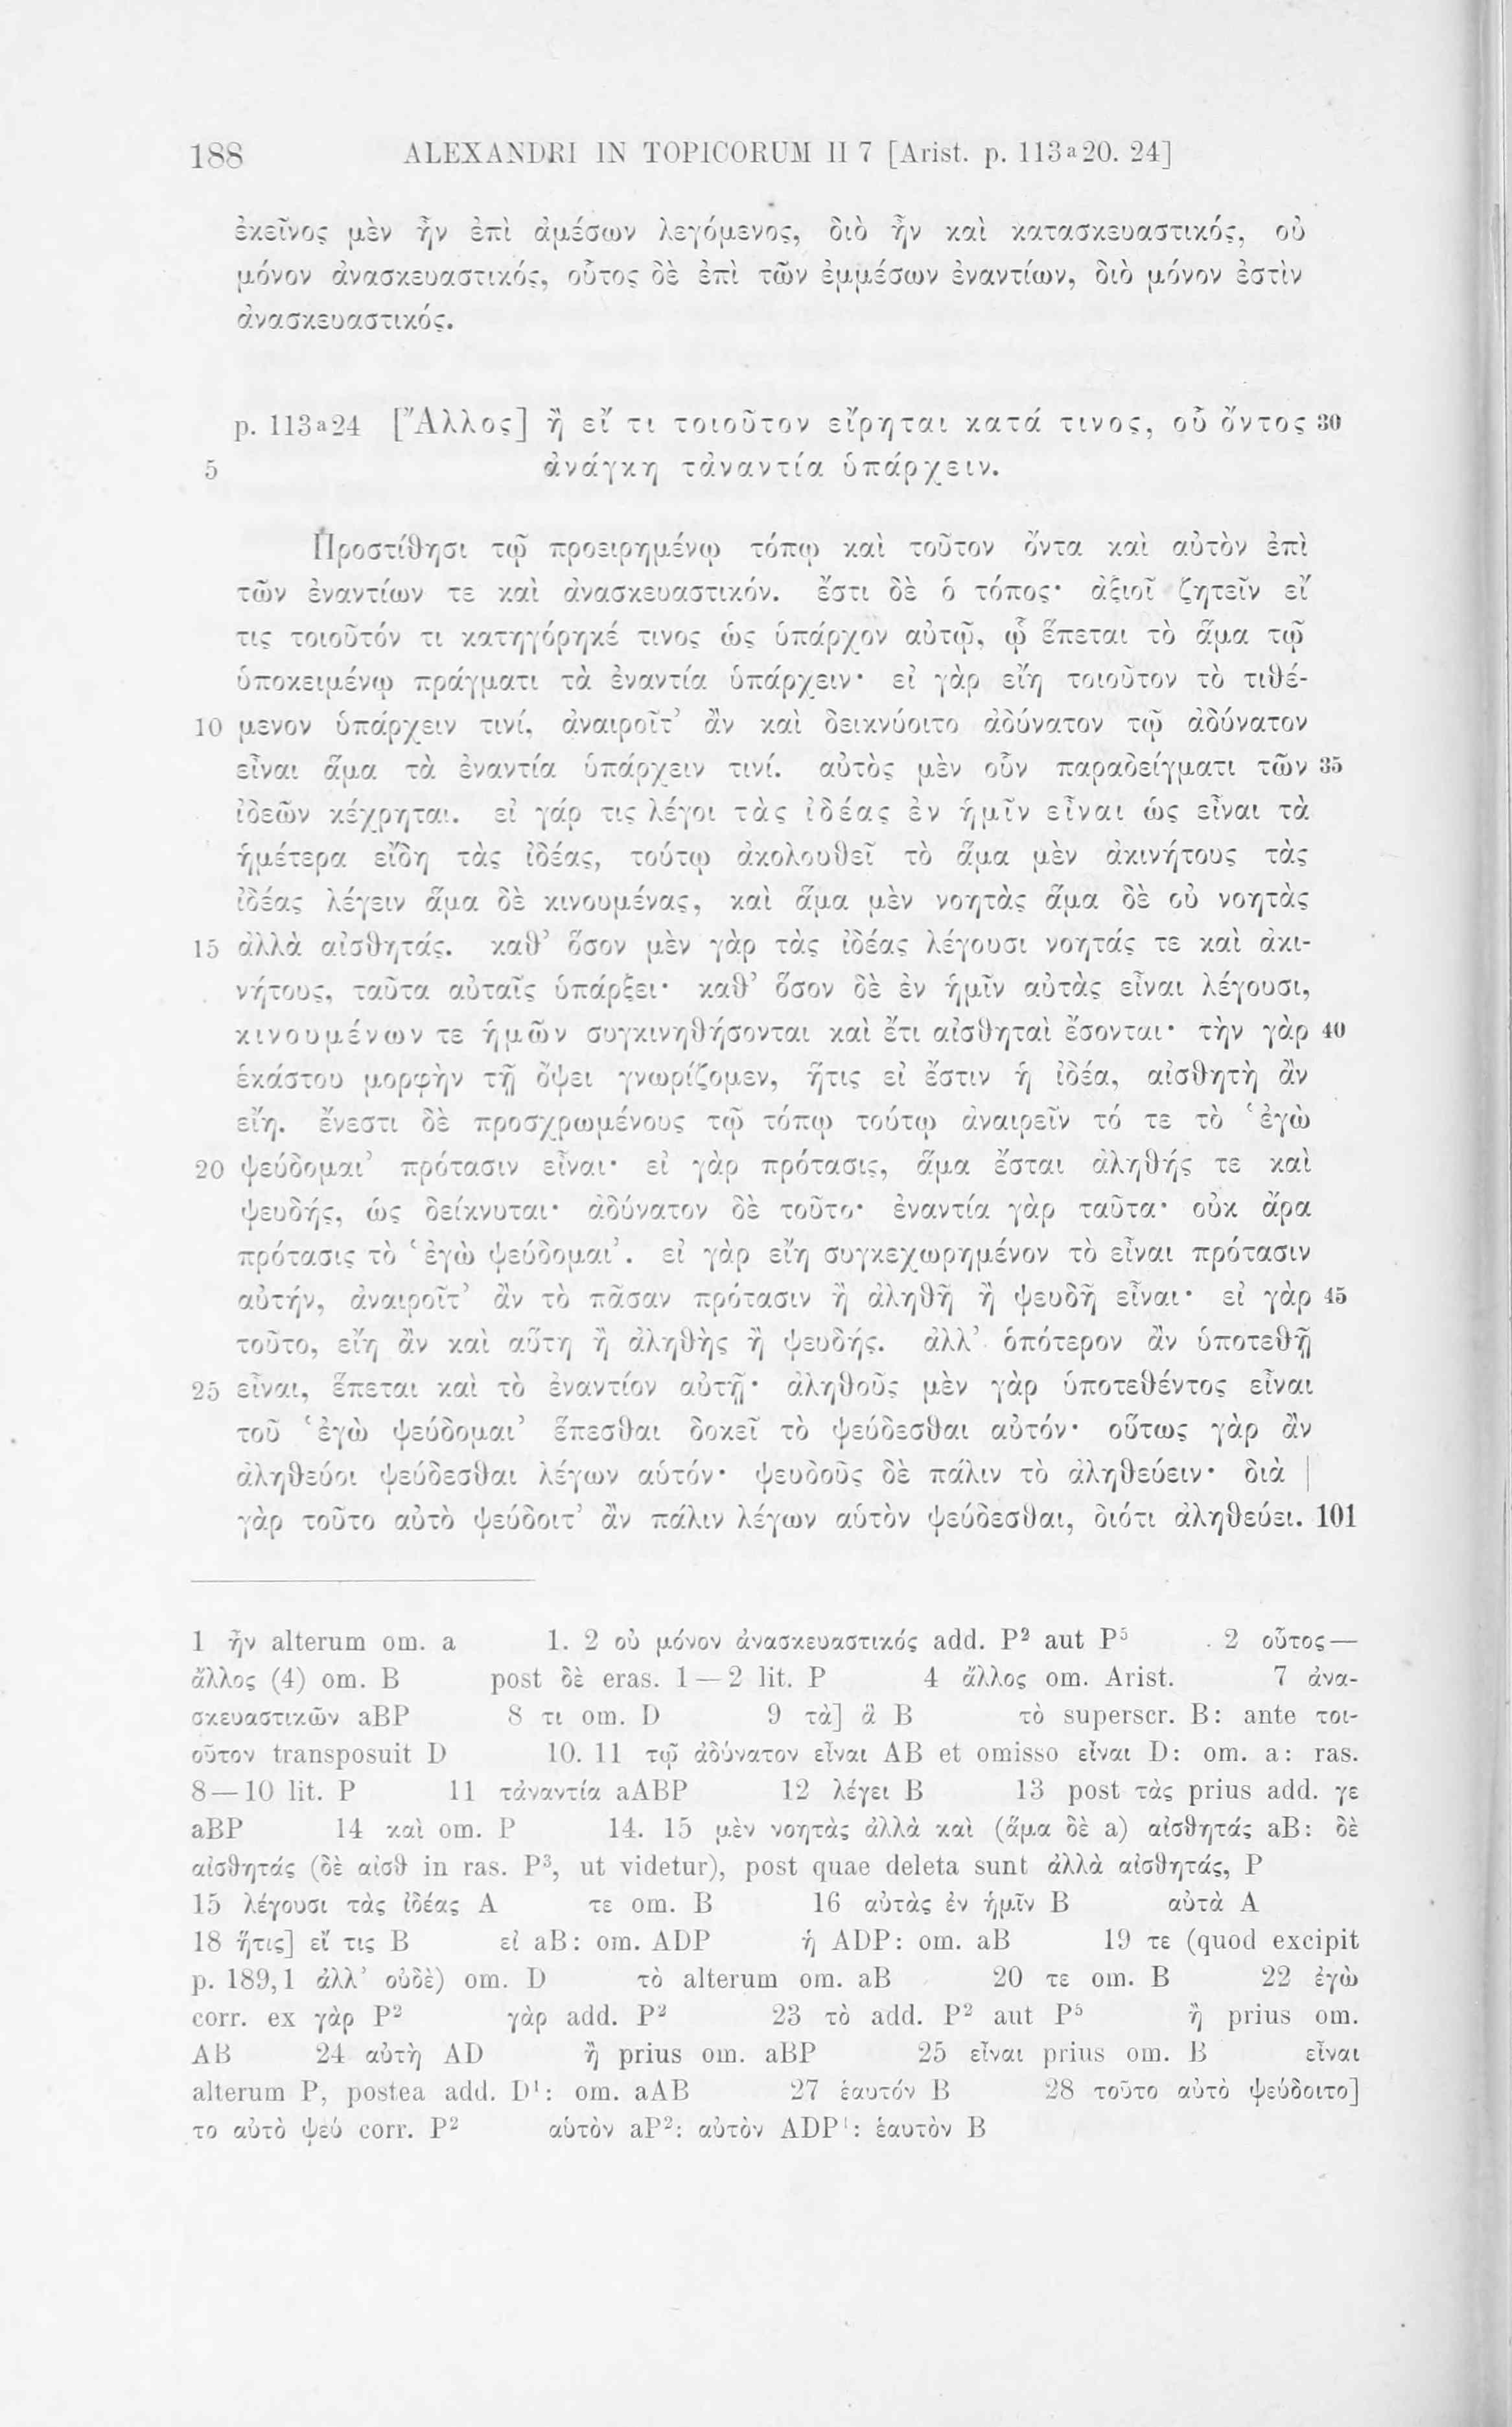 188 ALEXANDRI IN TOPICORUM II 7 [Arist. p. 113a20. 24]
ἐκεῖνος μὲν ἦν ἐπὶ ἀμέσων λεγόμενος, διὸ ἦν καὶ κατασκευαστικός, οὐ
μόνον ἀνασκευαστικός, οὗτος δὲ ἐπὶ τῶν ἐμμέσων ἐναντίων, διὸ μόνον ἐστὶν
ἀνασκευαστικός.
p. 113a24 [Ἄλλος] ἢ εἴ τι τοιοῦτον εἴρηται κατά τινος, οὗ ὄντος 30
5 ἀνάγκη τἀναντία ὑπάρχειν.
Προστίθησι τῷ προειρημένῳ τόπῳ καὶ τοῦτον ὄντα καὶ αὐτὸν ἐπὶ
τῶν ἐναντίων τε καὶ ἀνασκευαστικόν. ἔστι δὲ ὁ τόπος· ἀξιοῖ ζητεῖν εἴ
τις τοιοῦτόν τι κατηγόρηκέ τινος ὡς ὑπάρχον αὐτῷ, ᾧ ἕπεται τὸ ἅμα τῷ
ὑποκειμένῳ πράγματι τὰ ἐναντία ὑπάρχειν· εἰ γὰρ εἴη τοιοῦτον τὸ τιθέ-
10 μενον ὑπάρχειν τινί, ἀναιροῖτ’ ἂν καὶ δεικνύοιτο ἀδύνατον τῷ ἀδύνατον
εἶναι ἅμα τὰ ἐναντία ὑπάρχειν τινί. αὐτὸς μὲν οὖν παραδείγματι τῶν 35
ἰδεῶν κέχρηται. εἰ γάρ τις λέγοι τὰς ἰδέας ἐν ἡμῖν εἶναι ὡς εἶναι τὰ
ἡμέτερα εἴδη τὰς ἰδέας, τούτῳ ἀκολουθεῖ τὸ ἅμα μὲν ἀκινήτους τὰς
ἰδέας λέγειν ἅμα δὲ κινουμένας, καὶ ἅμα μὲν νοητὰς ἅμα δὲ οὐ νοητὰς
15 ἀλλὰ αἰσθητάς. καθ’ ὅσον μὲν γὰρ τὰς ἰδέας λέγουσι νοητάς τε καὶ ἀκι-
νήτους, ταῦτα αὐταῖς ὑπάρξει· καθ’ ὅσον δὲ ἐν ἡμῖν αὐτὰς εἶναι λέγουσι,
κινουμένων τε ἡμῶν συγκινηθήσονται καὶ ἔτι αἰσθηταὶ ἔσονται· τὴν γὰρ 40
ἑκάστου μορφὴν τῇ ὄψει γνωρίζομεν, ἥτις εἰ ἔστιν ἡ ἰδέα, αἰσθητὴ ἂν
εἴη. ἔνεστι δὲ προσχρωμένους τῷ τόπῳ τούτῳ ἀναιρεῖν τό τε τὸ ‘ἐγὼ
20 ψεύδομαι’ πρότασιν εἶναι· εἰ γὰρ πρότασις, ἅμα ἔσται ἀληθής τε καὶ
ψευδής, ὡς δείκνυται· ἀδύνατον δὲ τοῦτο· ἐναντία γὰρ ταῦτα· οὐκ ἄρα
πρότασις τὸ ‘ἐγὼ ψεύδομαι’. εἰ γὰρ εἴη συγκεχωρημένον τὸ εἶναι πρότασιν
αὐτήν, ἀναιροῖτ’ ἂν τὸ πᾶσαν πρότασιν ἢ ἀληθῆ ἢ ψευδῆ εἶναι· εἰ γὰρ 45
τοῦτο, εἴη ἂν καὶ αὕτη ἢ ἀληθὴς ἢ ψευδής. ἀλλ’ ὁπότερον ἂν ὑποτεθῇ
25 εἶναι, ἕπεται καὶ τὸ ἐναντίον αὐτῇ· ἀληθοῦς μὲν γὰρ ὑποτεθέντος εἶναι
τοῦ ‘ἐγὼ ψεύδομαι’ ἕπεσθαι δοκεῖ τὸ ψεύδεσθαι αὐτόν· οὕτως γὰρ ἂν
ἀληθεύοι ψεύδεσθαι λέγων αὑτόν· ψευδοῦς δὲ πάλιν τὸ ἀληθεύειν· διὰ |
γὰρ τοῦτο αὐτὸ ψεύδοιτ’ ἂν πάλιν λέγων αὑτὸν ψεύδεσθαι, διότι ἀληθεύει. 101
1 ἦν alterum om. a 1. 2 οὐ μόνον ἀνασκευαστικός add. P² aut P⁵ 2 οὗτος—
ἄλλος (4) om. B post δὲ eras. 1—2 lit. P 4 ἄλλος om. Arist. 7 ἀνα-
σκευαστικῶν aBP 8 τι om. D 9 τὰ] ἃ B τὸ superscr. B: ante τοι-
οῦτον transposuit D 10. 11 τῷ ἀδύνατον εἶναι AB et omisso εἶναι D: om. a: ras.
8—10 lit. P 11 τἀναντία aABP 12 λέγει B 13 post τὰς prius add. γε
aBP 14 καὶ om. P 14. 15 μὲν νοητὰς ἀλλὰ καὶ (ἅμα δὲ a) αἰσθητάς aB: δὲ
αἰσθητάς (δὲ αἰσθ in ras. P³, ut videtur), post quae deleta sunt ἀλλὰ αἰσθητάς, P
15 λέγουσι τὰς ἰδέας A τε om. B 16 αὐτὰς ἐν ἡμῖν B αὐτὰ A
18 ἥτις] εἴ τις B εἰ aB: om. ADP ἡ ADP: om. aB 19 τε (quod excipit
p. 189,1 ἀλλ’ οὐδὲ) om. D τὸ alterum om. aB 20 τε om. B 22 ἐγὼ
corr. ex γὰρ P² γὰρ add. P² 23 τὸ add. P² aut P⁵ ἢ prius om.
AB 24 αὐτὴ AD ἢ prius om. aBP 25 εἶναι prius om. B εἶναι
alterum P, postea add. D¹: om. aAB 27 ἑαυτόν B 28 τοῦτο αὐτὸ ψεύδοιτο]
το αὐτὸ ψεύ corr. P² αὑτὸν aP²: αὐτὸν ADP¹: ἑαυτὸν B